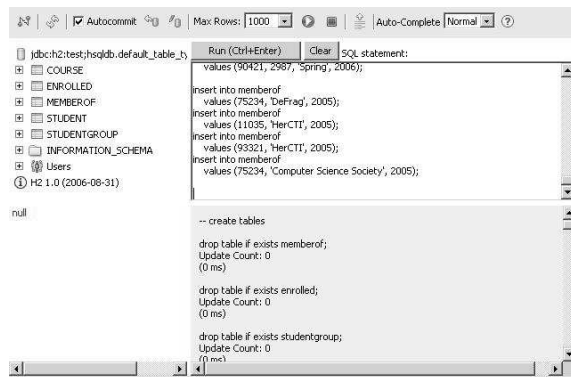 Autocommit Max Rows: 1000 Auto-Complete Normal
jdbc:h2:test;hsqldb.default_table_ty
COURSE
ENROLLED
MEMBEROF
STUDENT
STUDENTGROUP
INFORMATION_SCHEMA
Users
H2 1.0 (2006-08-31)
null
Run (Ctrl+Enter) Clear SQL statement:
values (90421, 2987, 'Spring', 2006);
insert into memberof
values (75234, 'DeFrag', 2005);
insert into memberof
values (11035, 'HerCTI', 2005);
insert into memberof
values (93321, 'HerCTI', 2005);
insert into memberof
values (75234, 'Computer Science Society', 2005);
-- create tables
drop table if exists memberof;
Update Count: 0
(0 ms)
drop table if exists enrolled;
Update Count: 0
(0 ms)
drop table if exists studentgroup;
Update Count: 0
(0 ms)